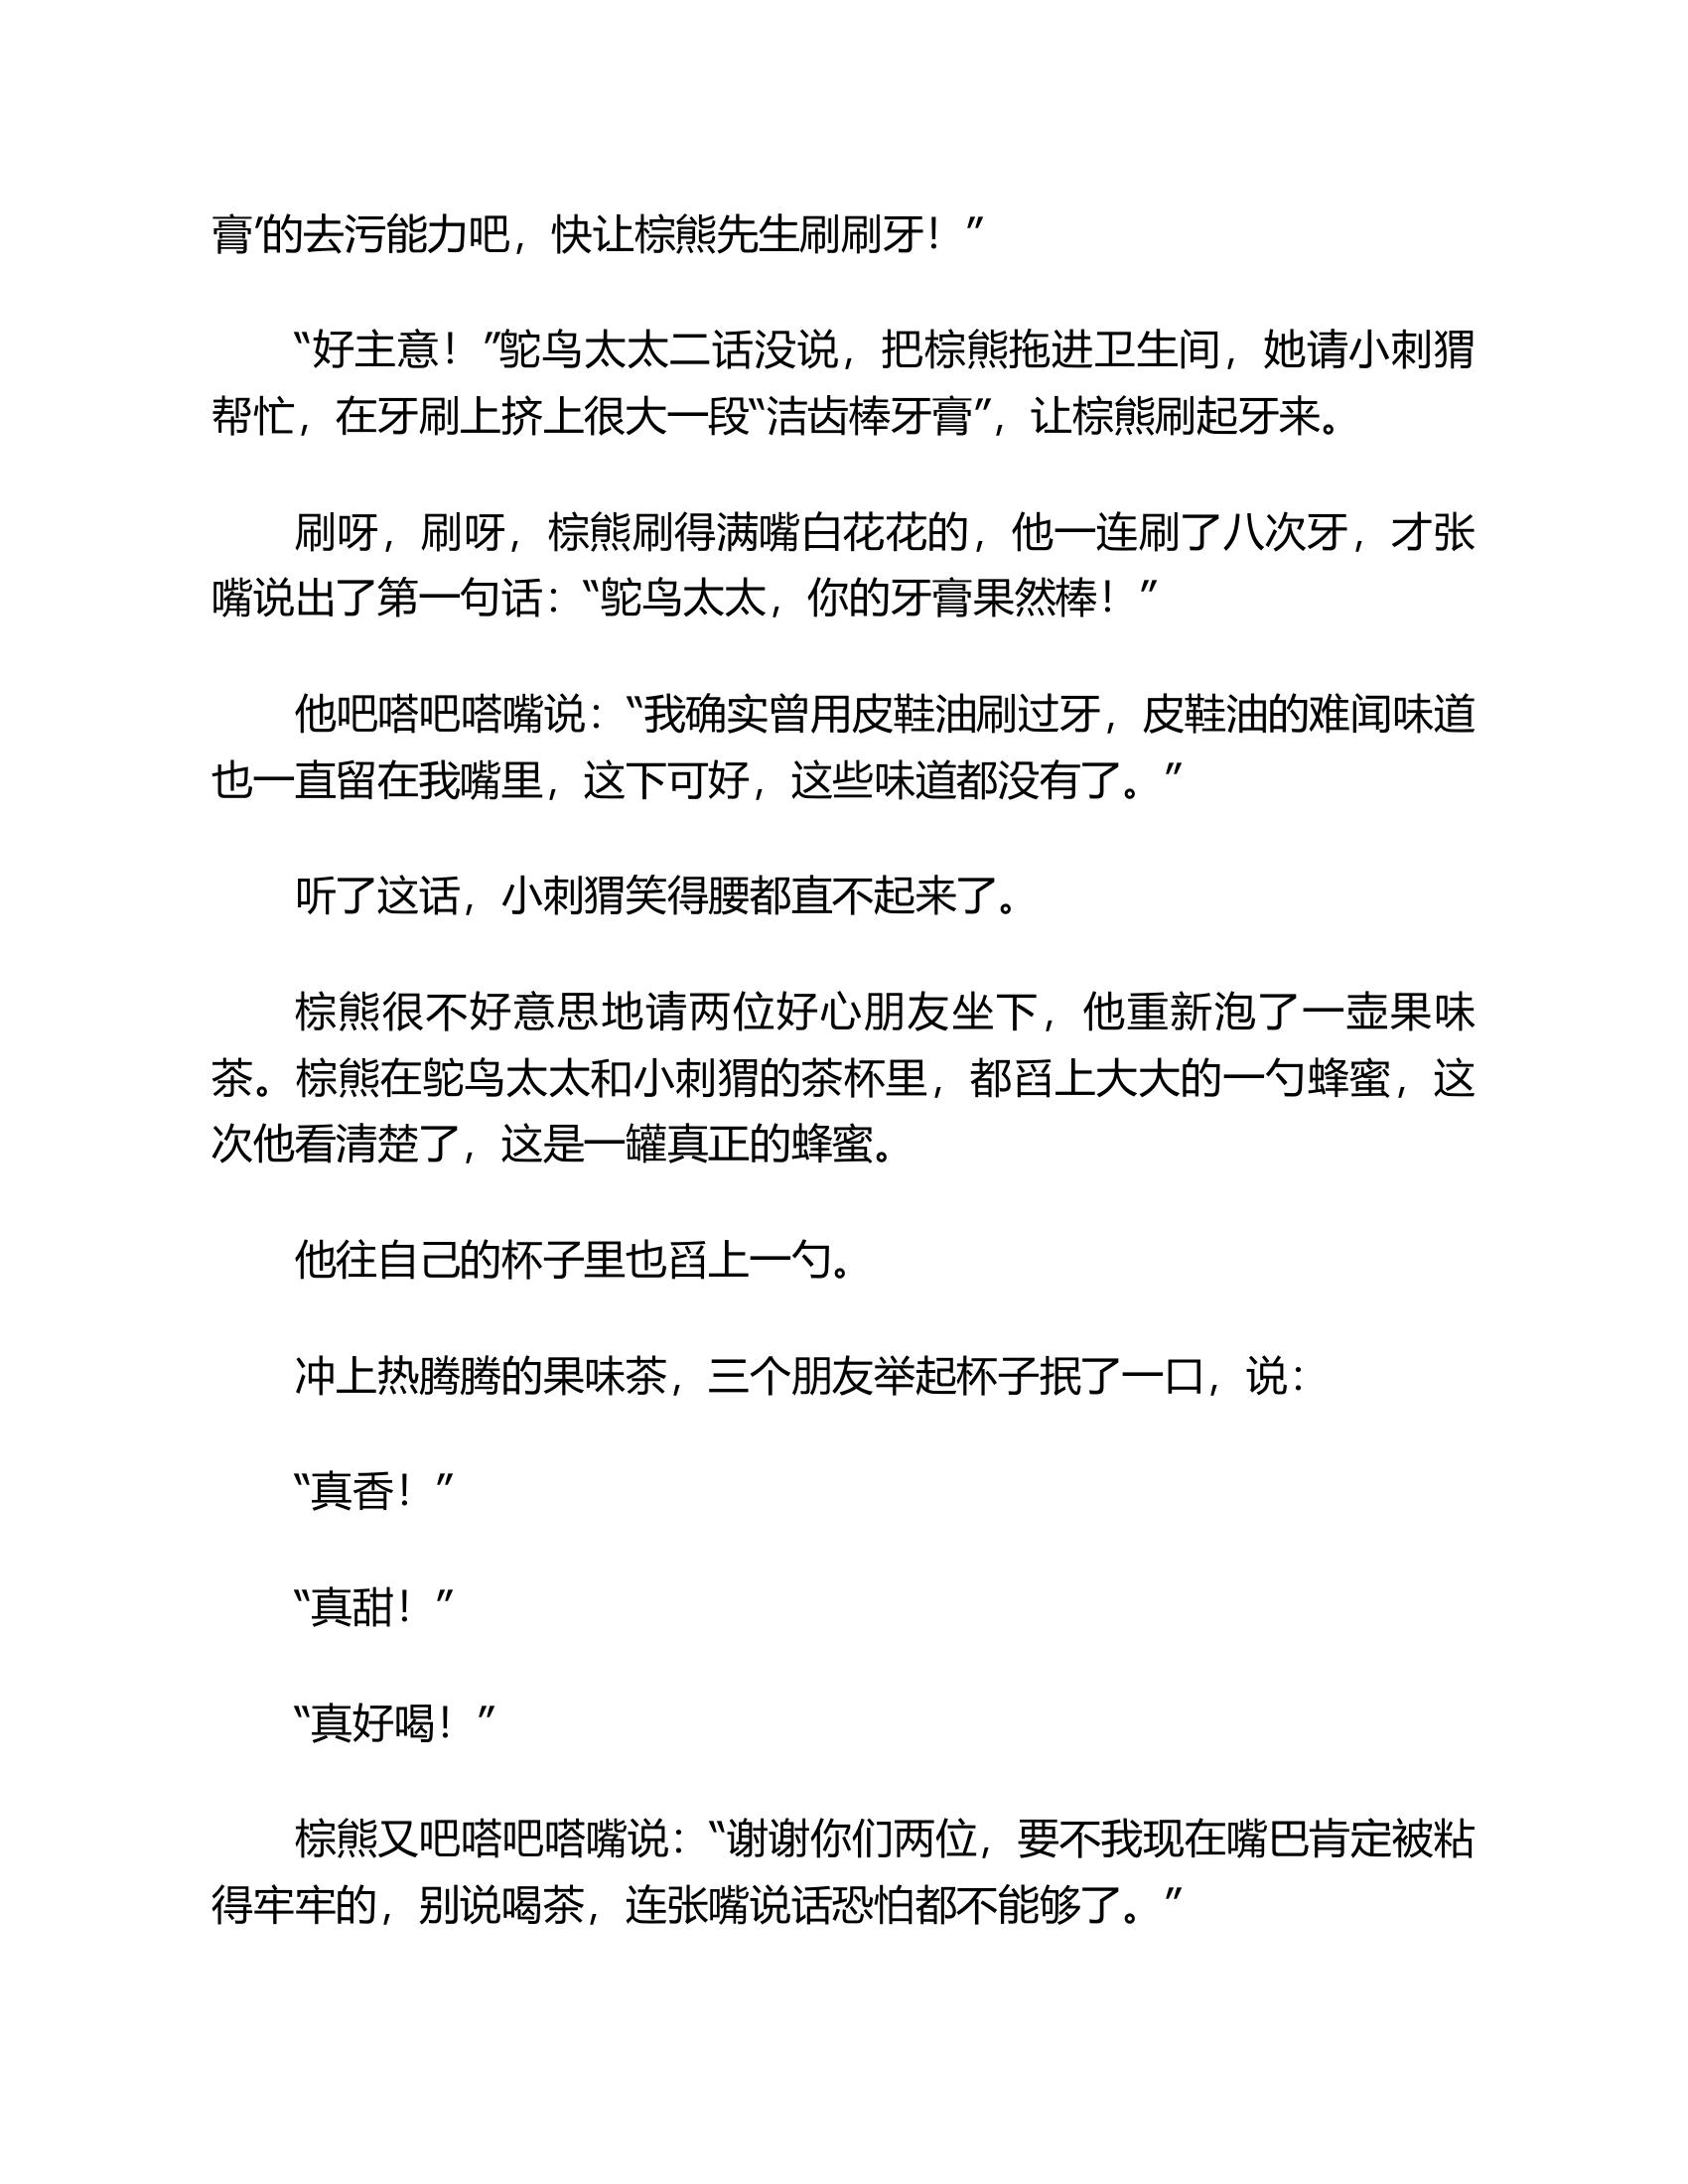 膏’的去污能力吧，快让棕熊先生刷刷牙！”
“好主意！”鸵鸟太太二话没说，把棕熊拖进卫生间，她请小刺猬
帮忙，在牙刷上挤上很大一段“洁齿棒牙膏”，让棕熊刷起牙来。
刷呀，刷呀，棕熊刷得满嘴白花花的，他一连刷了八次牙，才张
嘴说出了第一句话：“鸵鸟太太，你的牙膏果然棒！”
他吧嗒吧嗒嘴说：“我确实曾用皮鞋油刷过牙，皮鞋油的难闻味道
也一直留在我嘴里，这下可好，这些味道都没有了。”
听了这话，小刺猬笑得腰都直不起来了。
棕熊很不好意思地请两位好心朋友坐下，他重新泡了一壶果味
茶。棕熊在鸵鸟太太和小刺猬的茶杯里，都舀上大大的一勺蜂蜜，这
次他看清楚了，这是一罐真正的蜂蜜。
他往自己的杯子里也舀上一勺。
冲上热腾腾的果味茶，三个朋友举起杯子抿了一口，说：
“真香！”
“真甜！”
“真好喝！”
棕熊又吧嗒吧嗒嘴说：“谢谢你们两位，要不我现在嘴巴肯定被粘
得牢牢的，别说喝茶，连张嘴说话恐怕都不能够了。”